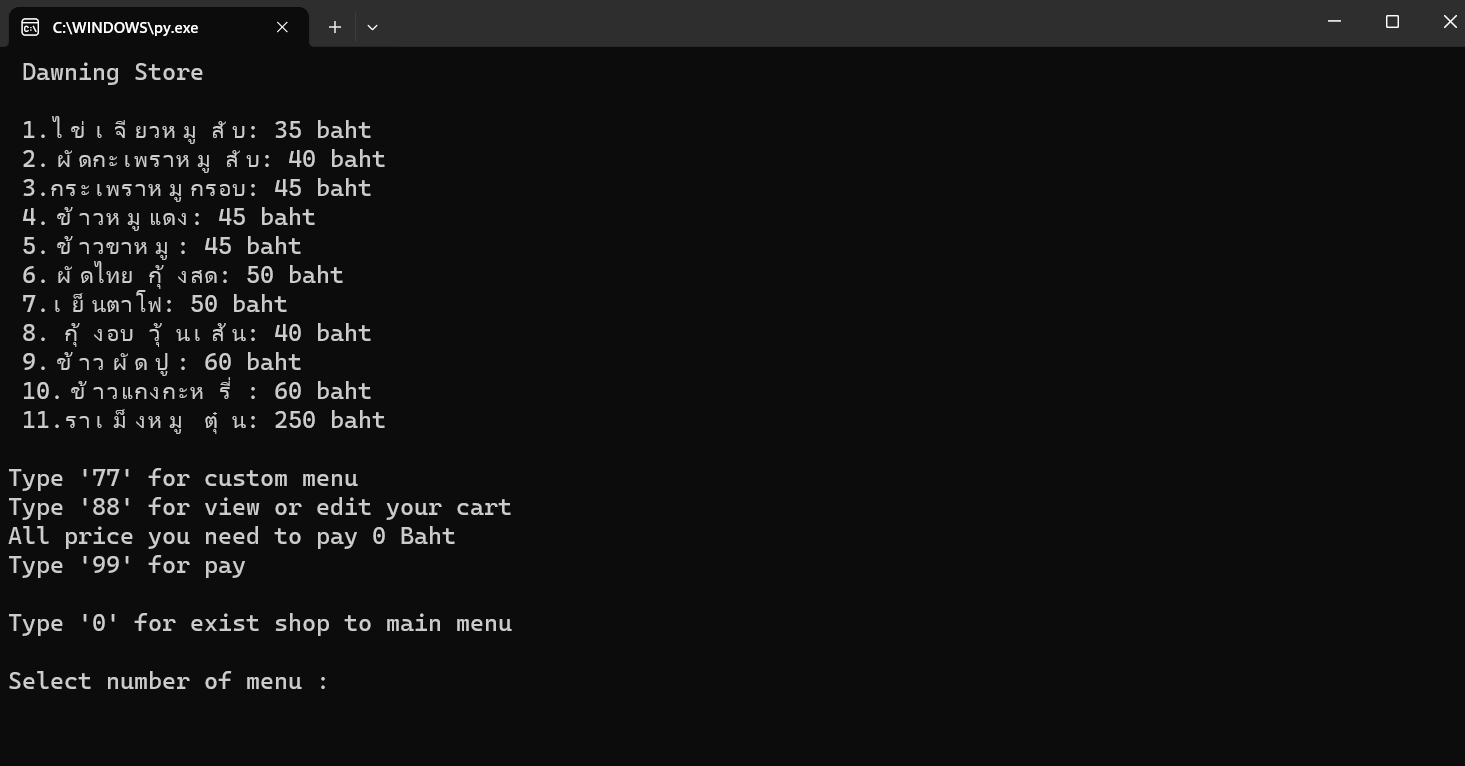 C:\WINDOWS\py.exe
Dawning Store
1.ไข่เจียวหมูสับ: 35 baht
2.ผัดกะเพราหมูสับ: 40 baht
3.กระเพราหมูกรอบ: 45 baht
4.ข้าวหมูแดง: 45 baht
5.ข้าวขาหมู: 45 baht
6.ผัดไทยกุ้งสด: 50 baht
7.เย็นตาโฟ: 50 baht
8.กุ้งอบวุ้นเส้น: 40 baht
9.ข้าวผัดปู: 60 baht
10.ข้าวแกงกะหรี่: 60 baht
11.ราเม็งหมูตุ๋น: 250 baht
Type '77' for custom menu
Type '88' for view or edit your cart
All price you need to pay 0 Baht
Type '99' for pay
Type '0' for exist shop to main menu
Select number of menu :